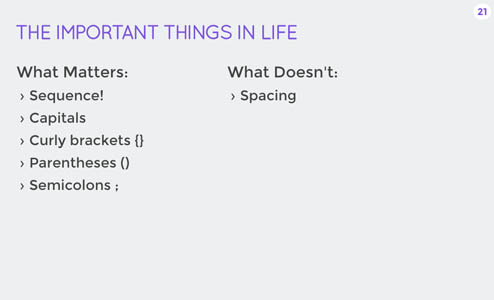 21
THE IMPORTANT THINGS IN LIFE
What Matters:
› Sequence!
› Capitals
› Curly brackets {}
› Parentheses ()
› Semicolons ;
What Doesn't:
› Spacing